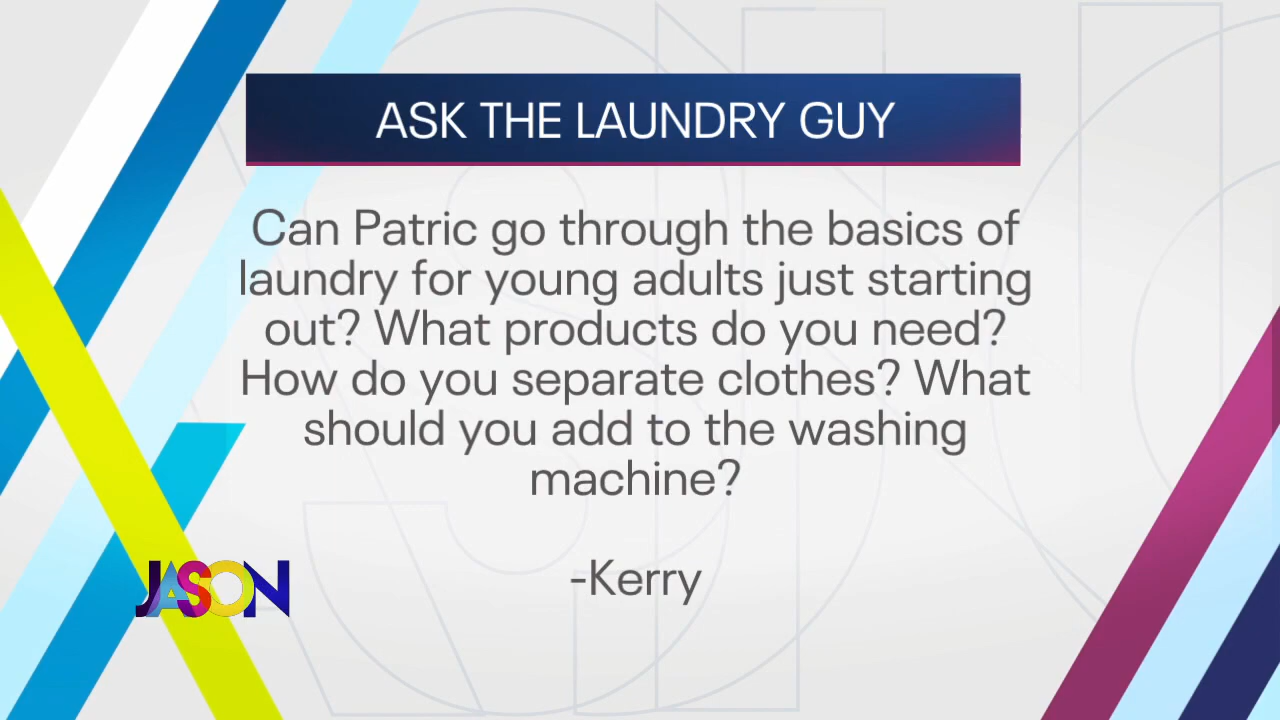 ASK THE LAUNDRY GUY
Can Patric go through the basics of
laundry for young adults just starting
out? What products do you need?
How do you separate clothes? What
should you add to the washing
machine?
-Kerry
JASON